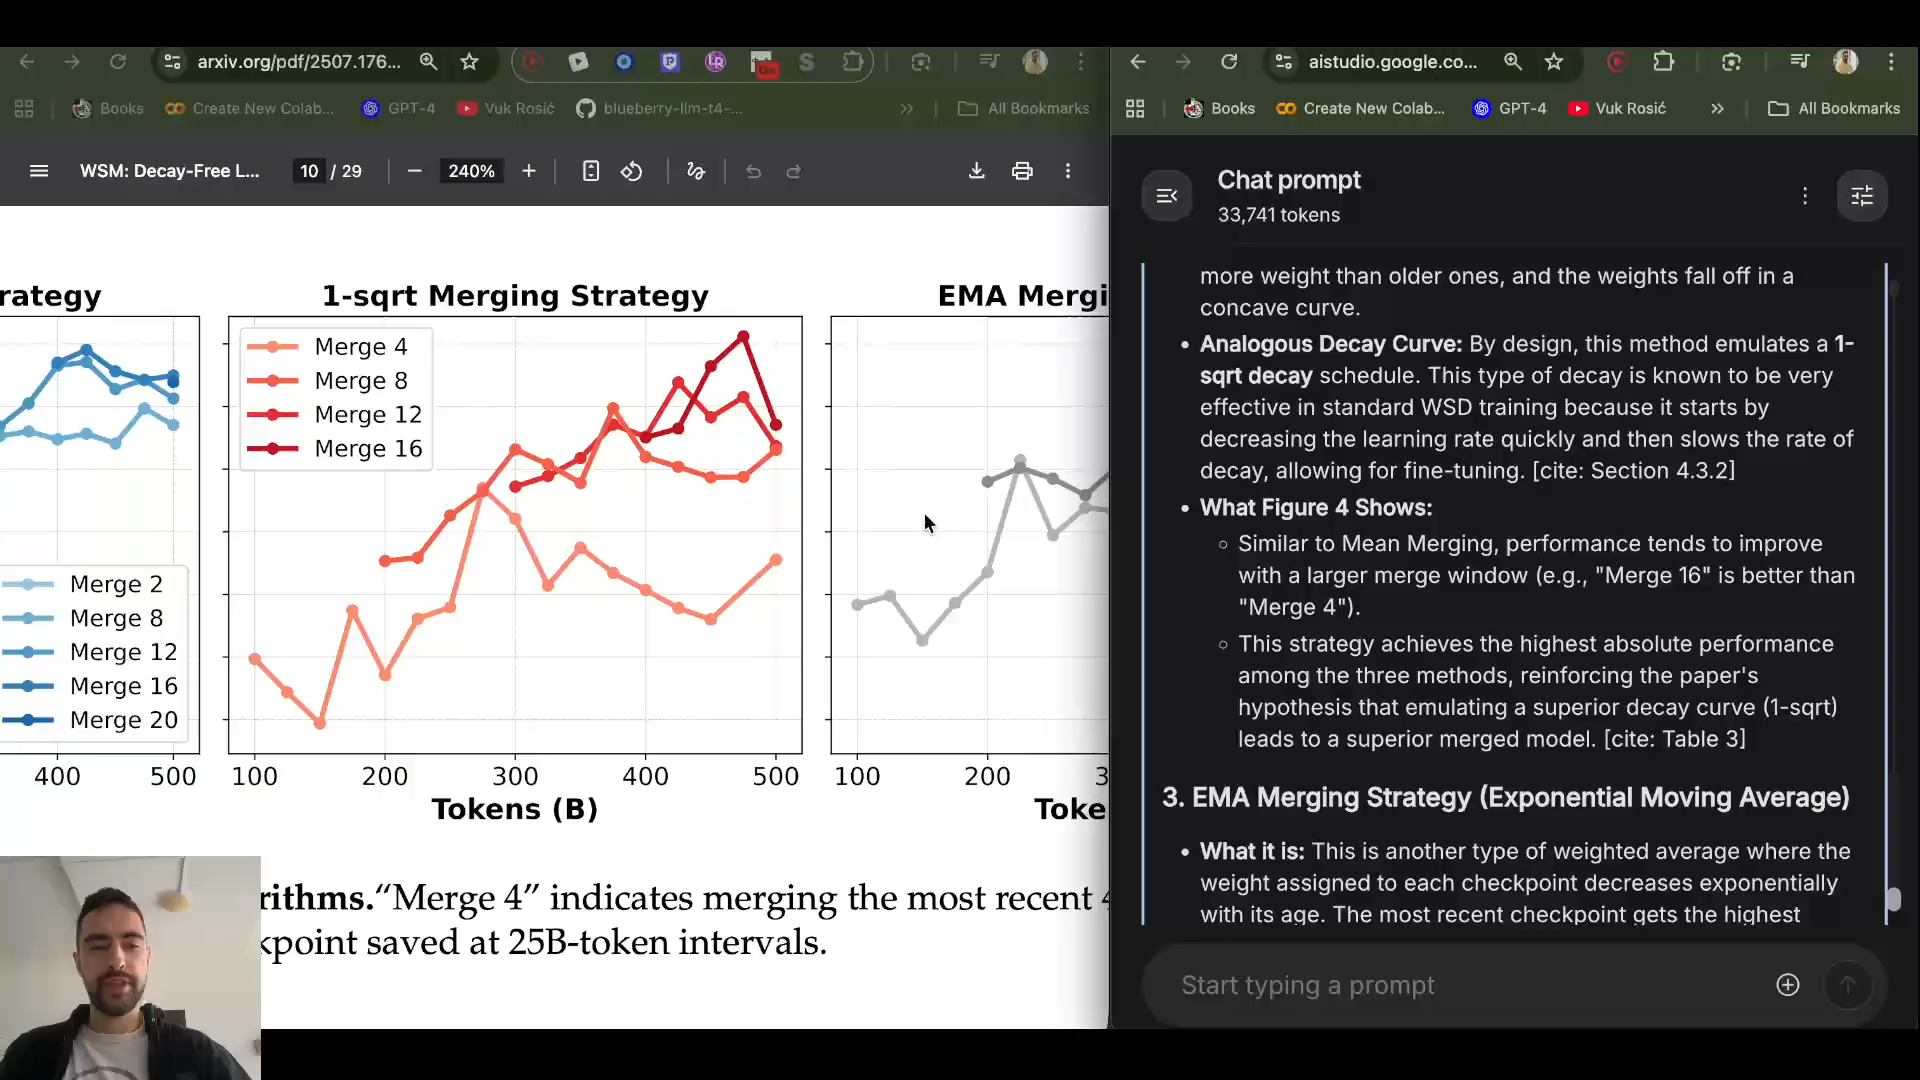 arxiv.org/pdf/2507.176...
Books
Create New Colab...
GPT-4
Vuk Rosić
blueberry-llm-t4-...
»
All Bookmarks
WSM: Decay-Free L...
10 / 29
240%
rategy
Merge 2
Merge 8
Merge 12
Merge 16
Merge 20
400 500
1-sqrt Merging Strategy
Merge 4
Merge 8
Merge 12
Merge 16
100 200 300 400 500
Tokens (B)
EMA Mergi
100 200 3
Toke
rithms. “Merge 4” indicates merging the most recent 4
kpoint saved at 25B-token intervals.
aistudio.google.co...
Books
Create New Colab...
GPT-4
Vuk Rosić
»
All Bookmarks
Chat prompt
33,741 tokens
more weight than older ones, and the weights fall off in a
concave curve.
• Analogous Decay Curve: By design, this method emulates a 1-
sqrt decay schedule. This type of decay is known to be very
effective in standard WSD training because it starts by
decreasing the learning rate quickly and then slows the rate of
decay, allowing for fine-tuning. [cite: Section 4.3.2]
• What Figure 4 Shows:
○ Similar to Mean Merging, performance tends to improve
with a larger merge window (e.g., "Merge 16" is better than
"Merge 4").
○ This strategy achieves the highest absolute performance
among the three methods, reinforcing the paper's
hypothesis that emulating a superior decay curve (1-sqrt)
leads to a superior merged model. [cite: Table 3]
3. EMA Merging Strategy (Exponential Moving Average)
• What it is: This is another type of weighted average where the
weight assigned to each checkpoint decreases exponentially
with its age. The most recent checkpoint gets the highest
Start typing a prompt